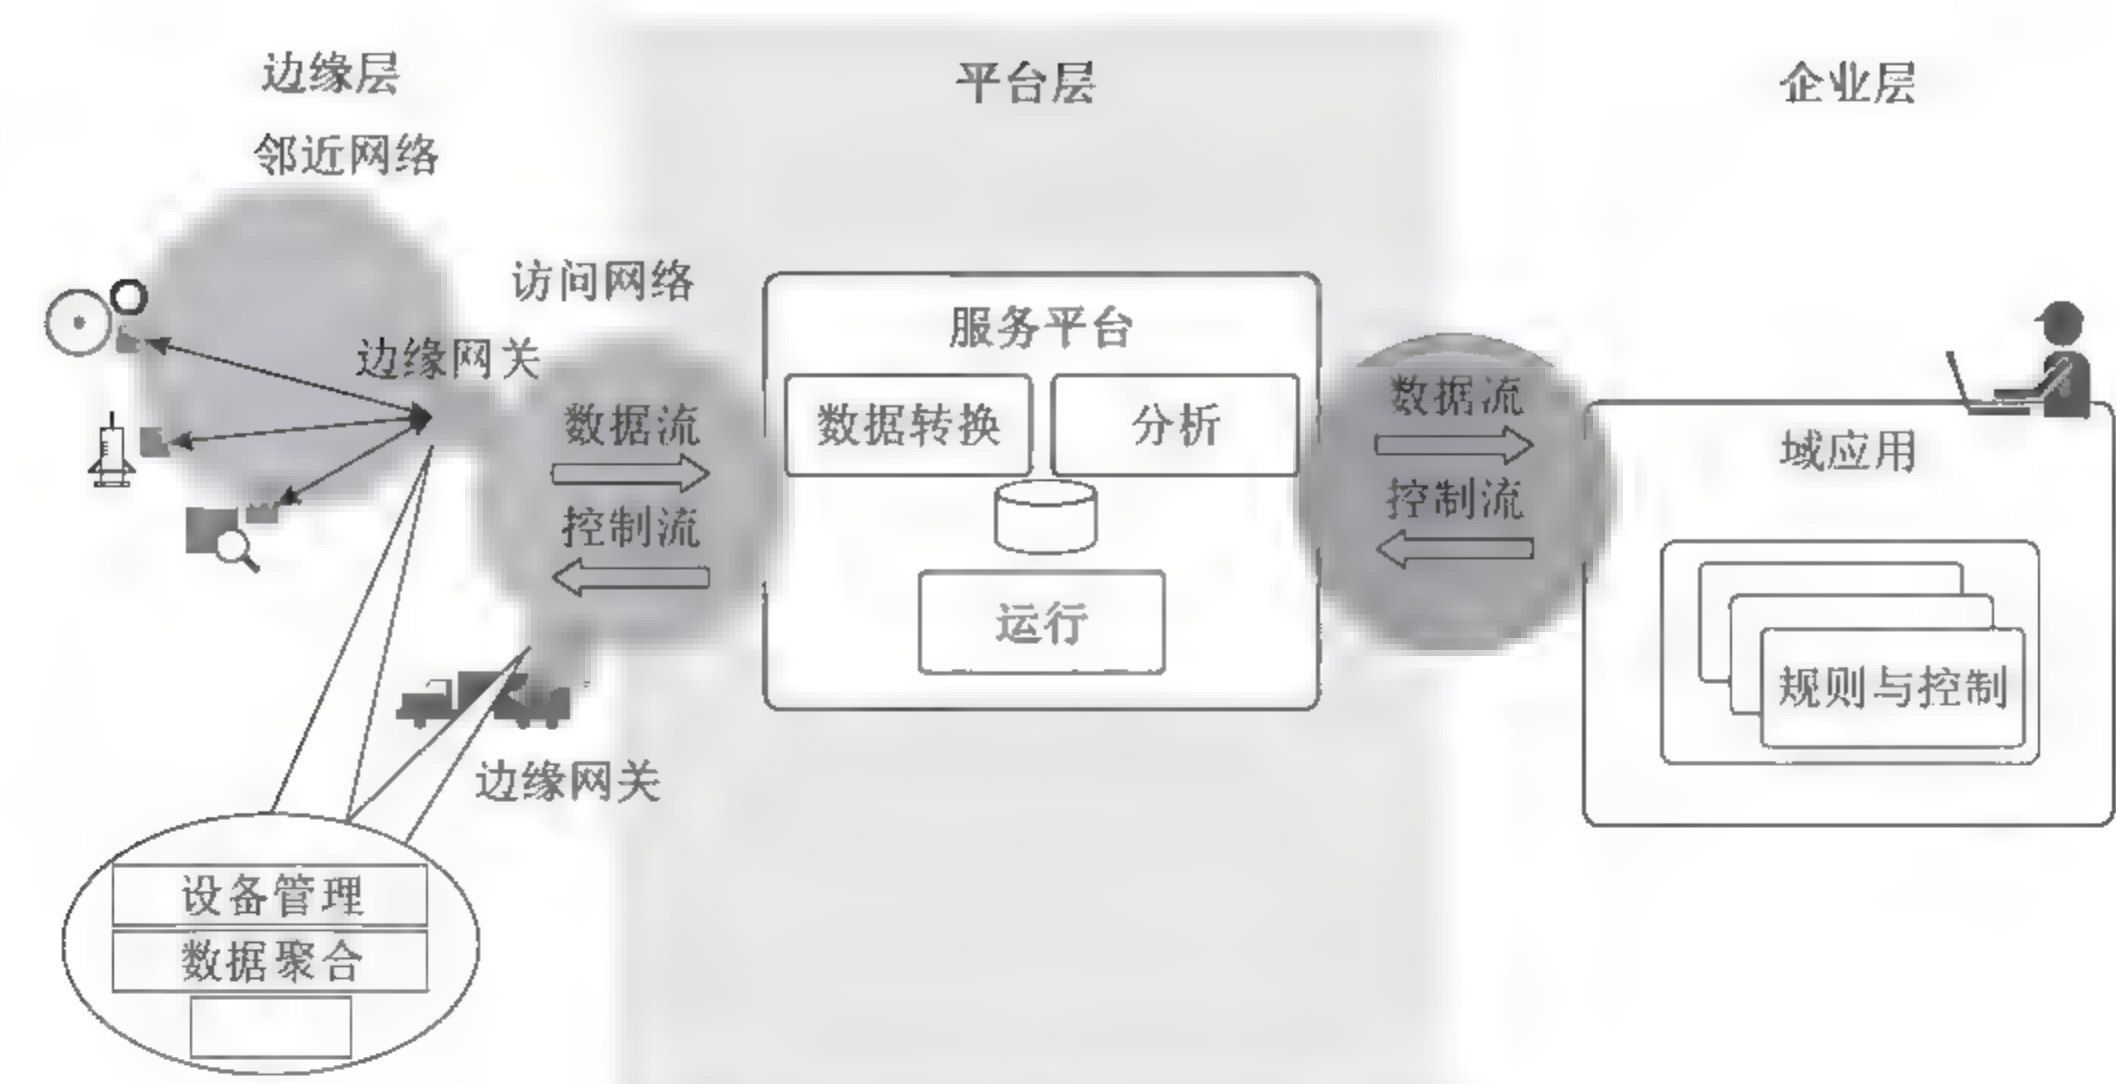 边缘层
邻近网络
访问网络
边缘网关
数据流
控制流
边缘网关
设备管理
数据聚合
平台层
服务平台
数据转换
分析
运行
数据流
控制流
企业层
域应用
规则与控制